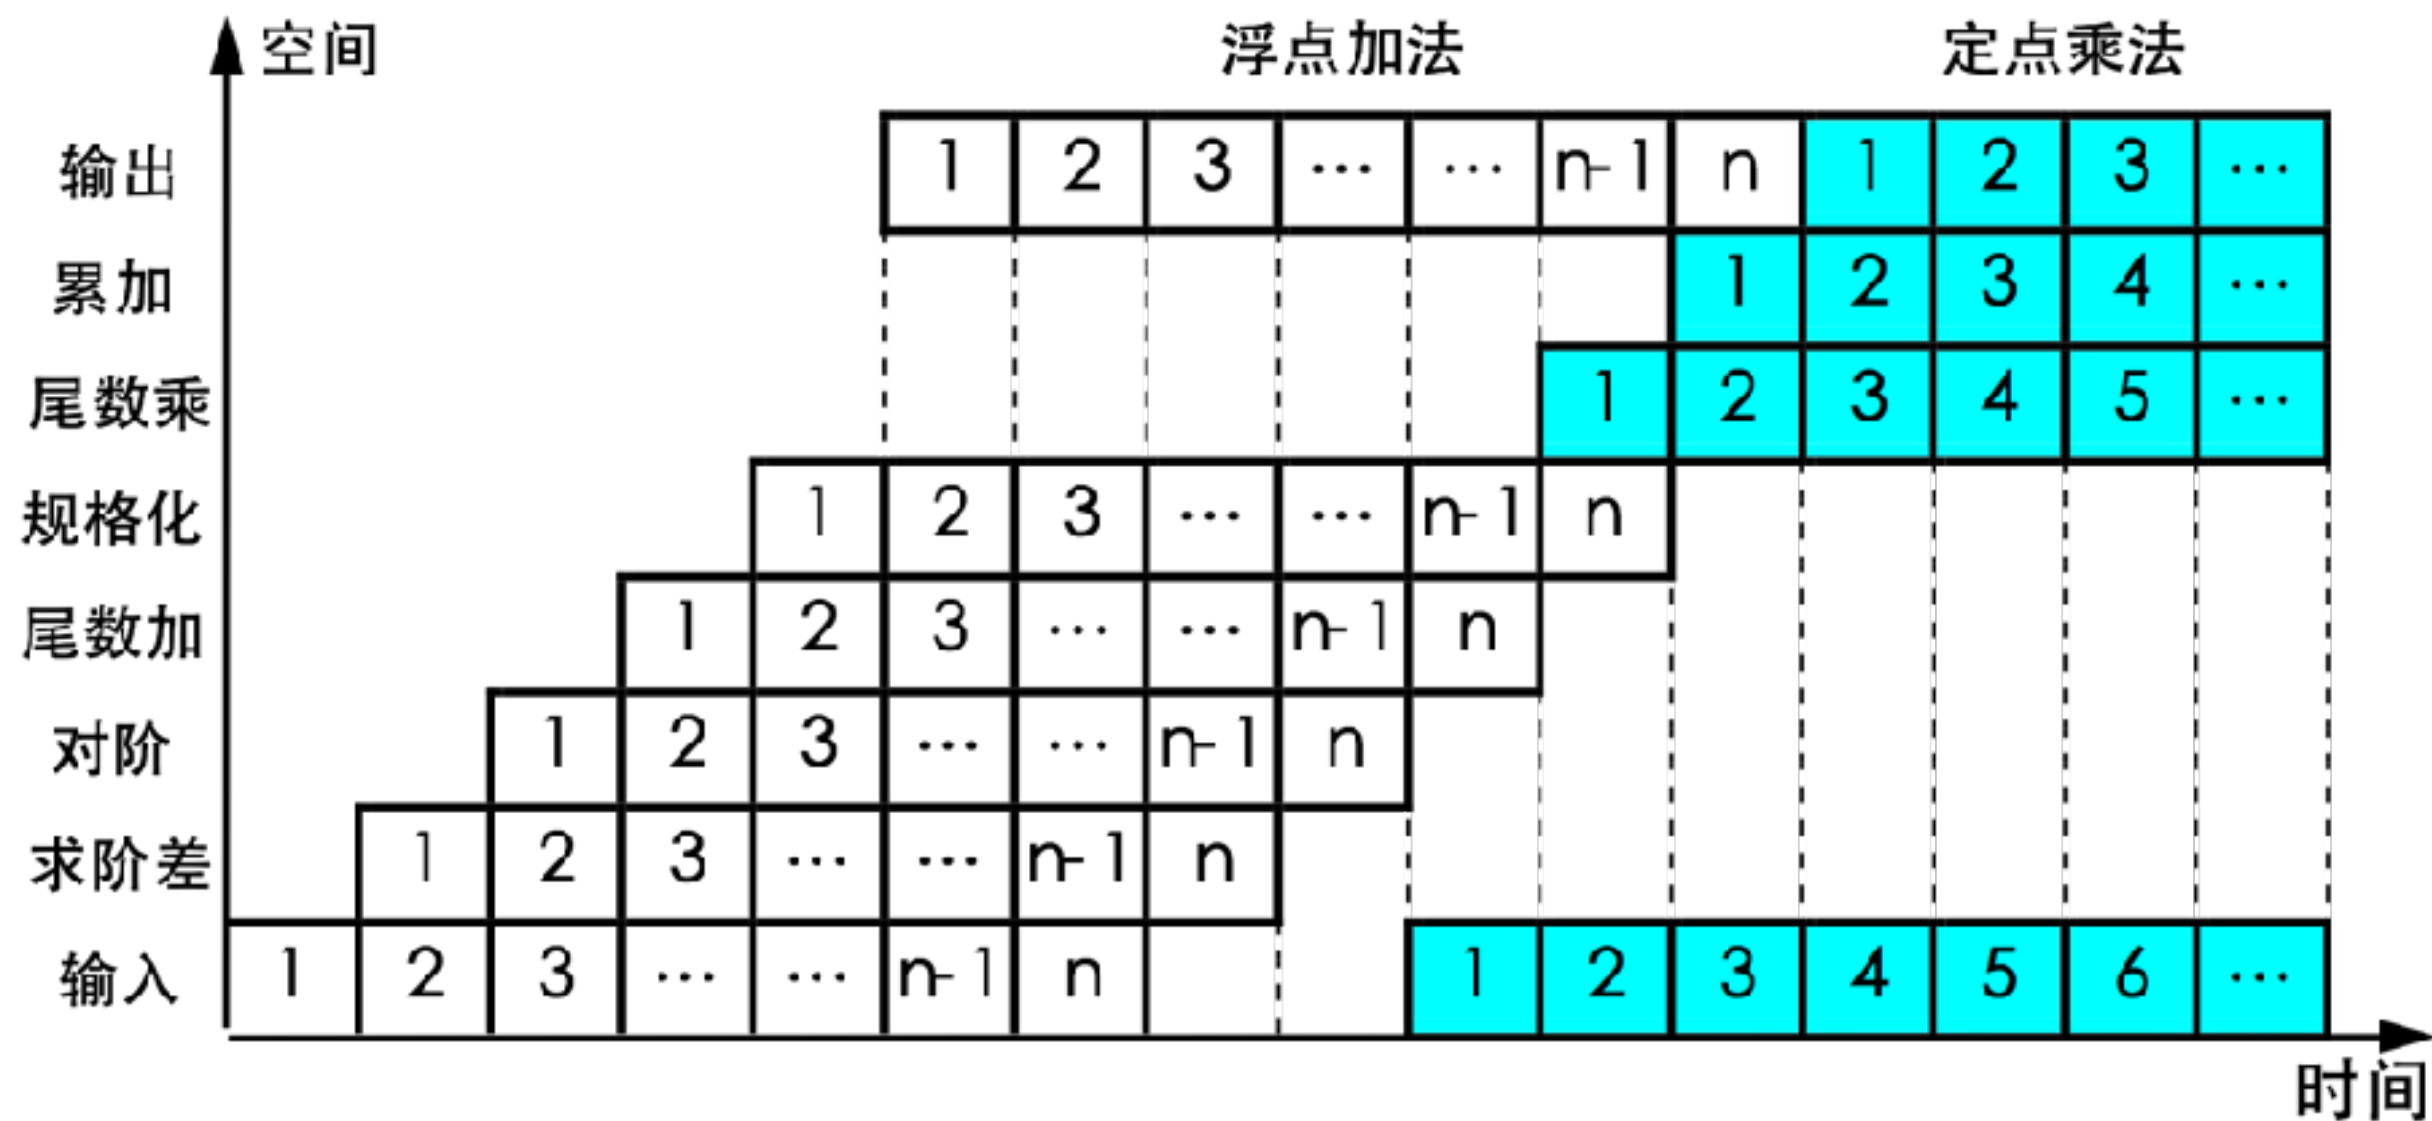 空间 浮点加法 定点乘法
输出 1 2 3 … … n-1 n 1 2 3 …
累加 1 2 3 4 …
尾数乘 1 2 3 4 5 …
规格化 1 2 3 … … n-1 n
尾数加 1 2 3 … … n-1 n
对阶 1 2 3 … … n-1 n
求阶差 1 2 3 … … n-1 n
输入 1 2 3 … … n-1 n 1 2 3 4 5 6 …
时间